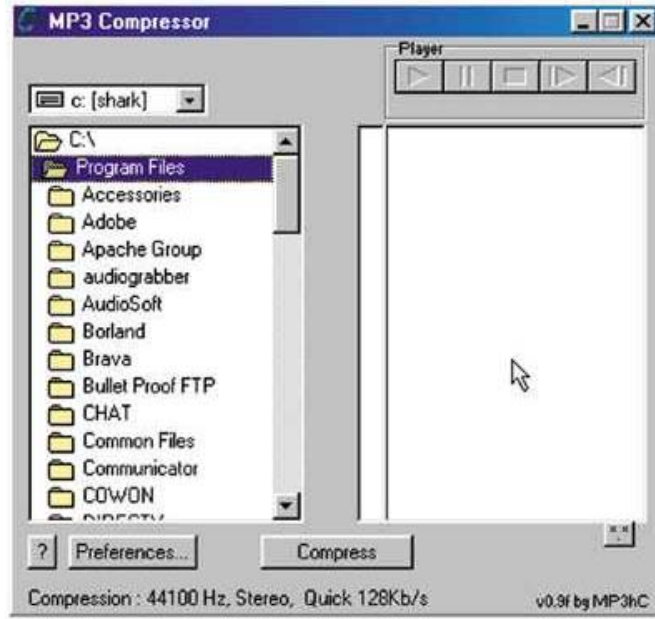 MP3 Compressor
Player
c: [shark]
C:\
Program Files
Accessories
Adobe
Apache Group
audiograbber
AudioSoft
Borland
Brava
Bullet Proof FTP
CHAT
Common Files
Communicator
COWON
? Preferences... Compress
Compression : 44100 Hz, Stereo, Quick 128Kb/s
v0.9f by MP3hC